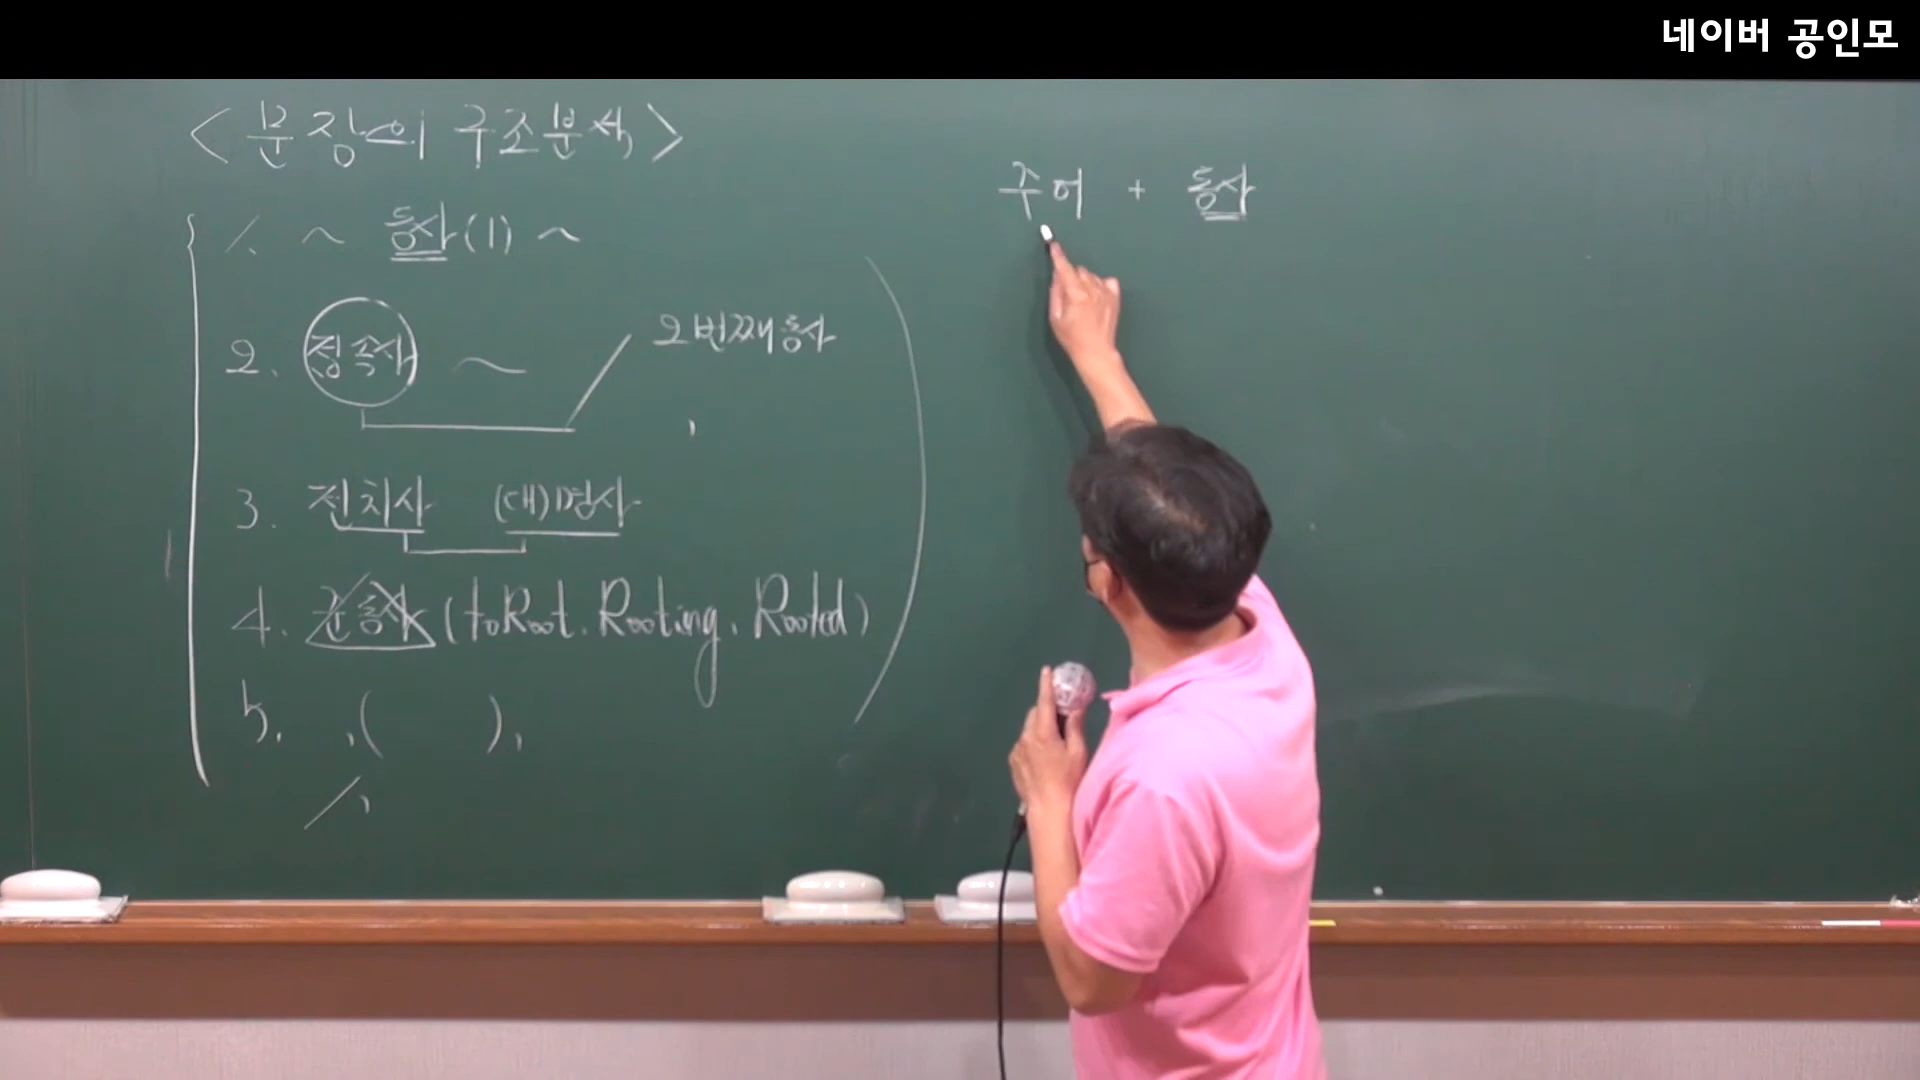 네이버 공인모
<문장의 구조분석>
1. ~ 동사(1) ~
2. 접속사 ~ 2번째 동사
,
3. 전치사 (대)명사
4. 준동사 (to Root. Rooting, Rooted)
5. ,( ),
/,
주어 + 동사